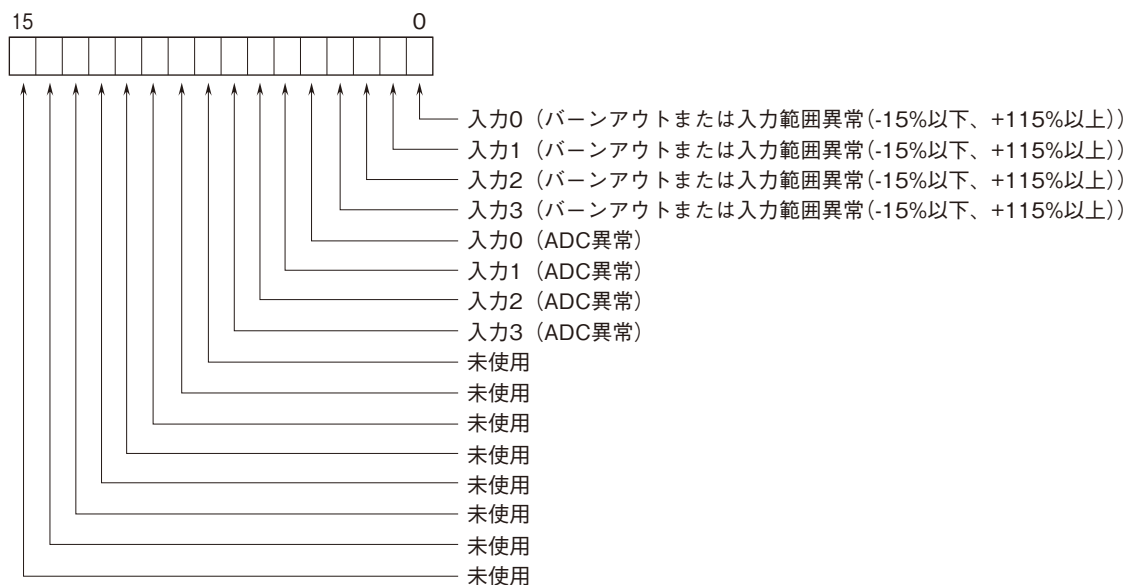 15 0
入力0（バーンアウトまたは入力範囲異常(-15%以下、+115%以上)）
入力1（バーンアウトまたは入力範囲異常(-15%以下、+115%以上)）
入力2（バーンアウトまたは入力範囲異常(-15%以下、+115%以上)）
入力3（バーンアウトまたは入力範囲異常(-15%以下、+115%以上)）
入力0（ADC異常）
入力1（ADC異常）
入力2（ADC異常）
入力3（ADC異常）
未使用
未使用
未使用
未使用
未使用
未使用
未使用
未使用